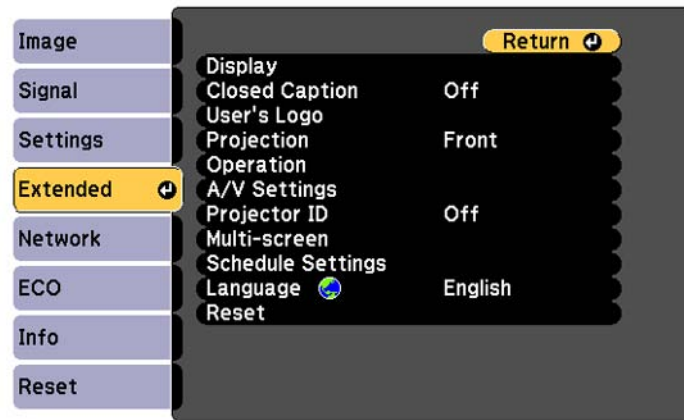 Image
Signal
Settings
Extended
Network
ECO
Info
Reset
Return
Display
Closed Caption Off
User's Logo
Projection Front
Operation
A/V Settings
Projector ID Off
Multi-screen
Schedule Settings
Language English
Reset